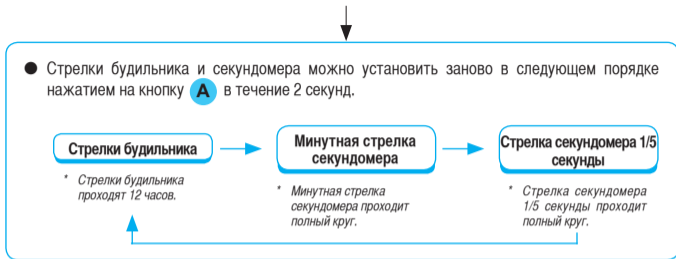 ● Стрелки будильника и секундомера можно установить заново в следующем порядке
нажатием на кнопку A в течение 2 секунд.
Стрелки будильника
* Стрелки будильника
проходят 12 часов.
Минутная стрелка
секундомера
* Минутная стрелка
секундомера проходит
полный круг.
Стрелка секундомера 1/5
секунды
* Стрелка секундомера
1/5 секунды проходит
полный круг.